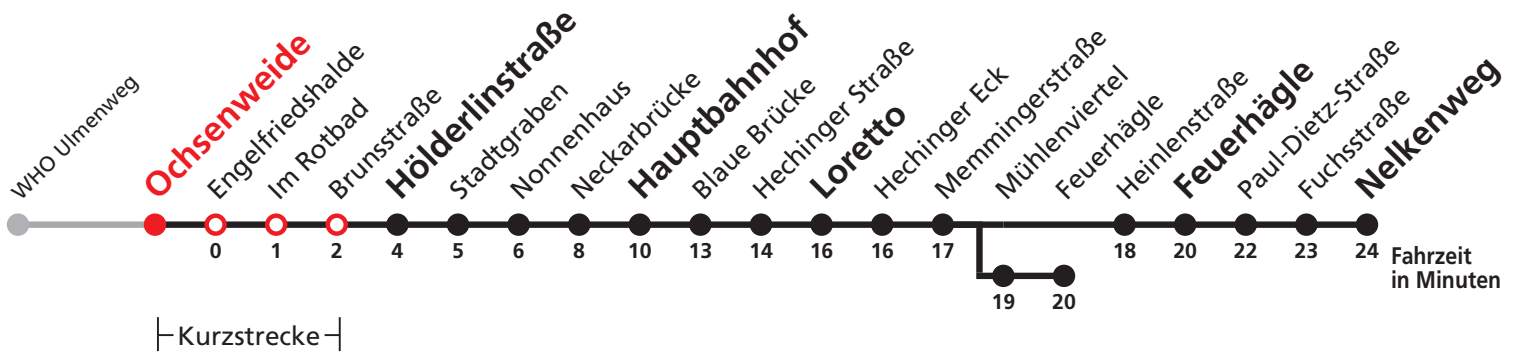 WHO Ulmenweg
Ochsenweide
Engelfriedshalde
Im Rotbad
Brunsstraße
Hölderlinstraße
Stadtgraben
Nonnenhaus
Neckarbrücke
Hauptbahnhof
Blaue Brücke
Hechinger Straße
Loretto
Hechinger Eck
Memmingerstraße
Mühlenviertel
Feuerhägle
Heinlenstraße
Feuerhägle
Paul-Dietz-Straße
Fuchsstraße
Nelkenweg
0 1 2 4 5 6 8 10 13 14 16 16 17 18 20 22 23 24
Fahrzeit
in Minuten
19 20
Kurzstrecke